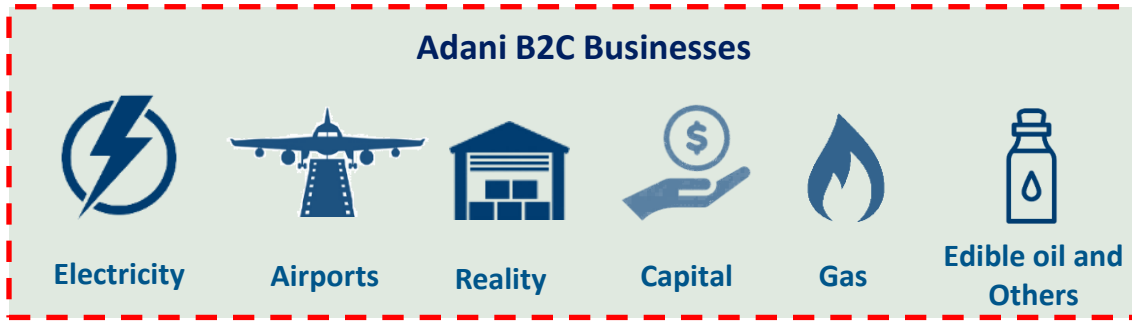 Adani B2C Businesses
$
Electricity
Airports
Reality
Capital
Gas
Edible oil and
Others